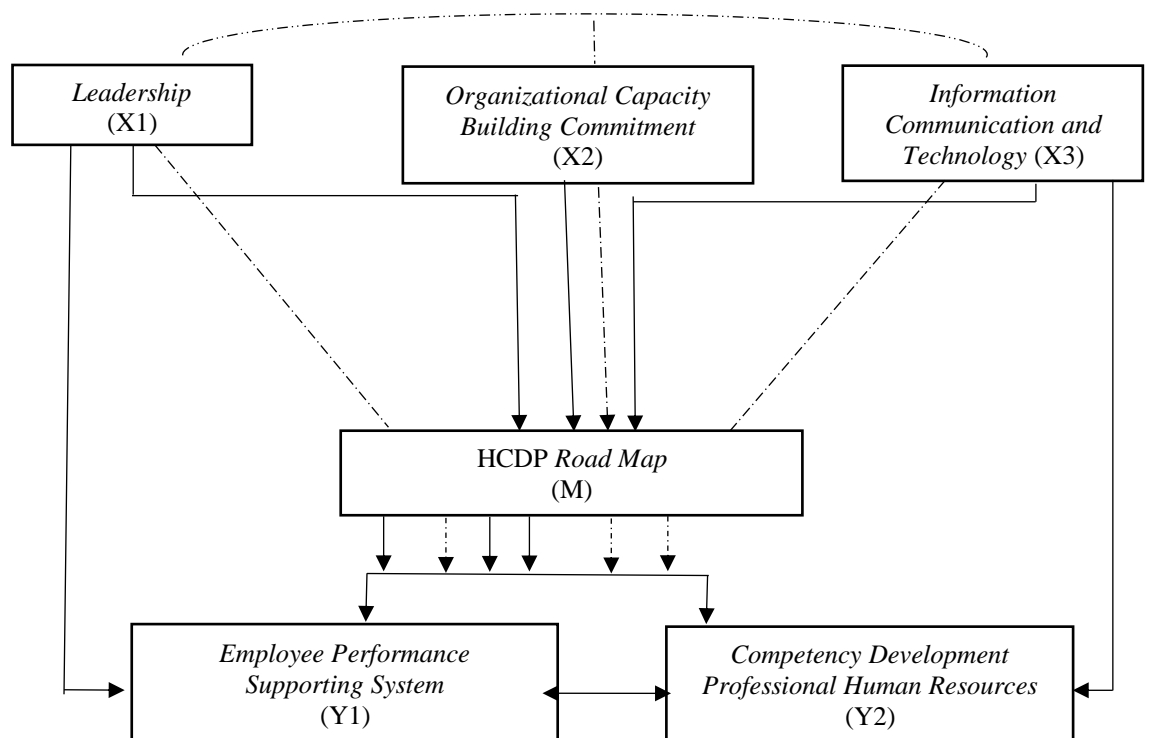 Leadership
(X1)
Organizational Capacity
Building Commitment
(X2)
Information
Communication and
Technology (X3)
HCDP Road Map
(M)
Employee Performance
Supporting System
(Y1)
Competency Development
Professional Human Resources
(Y2)